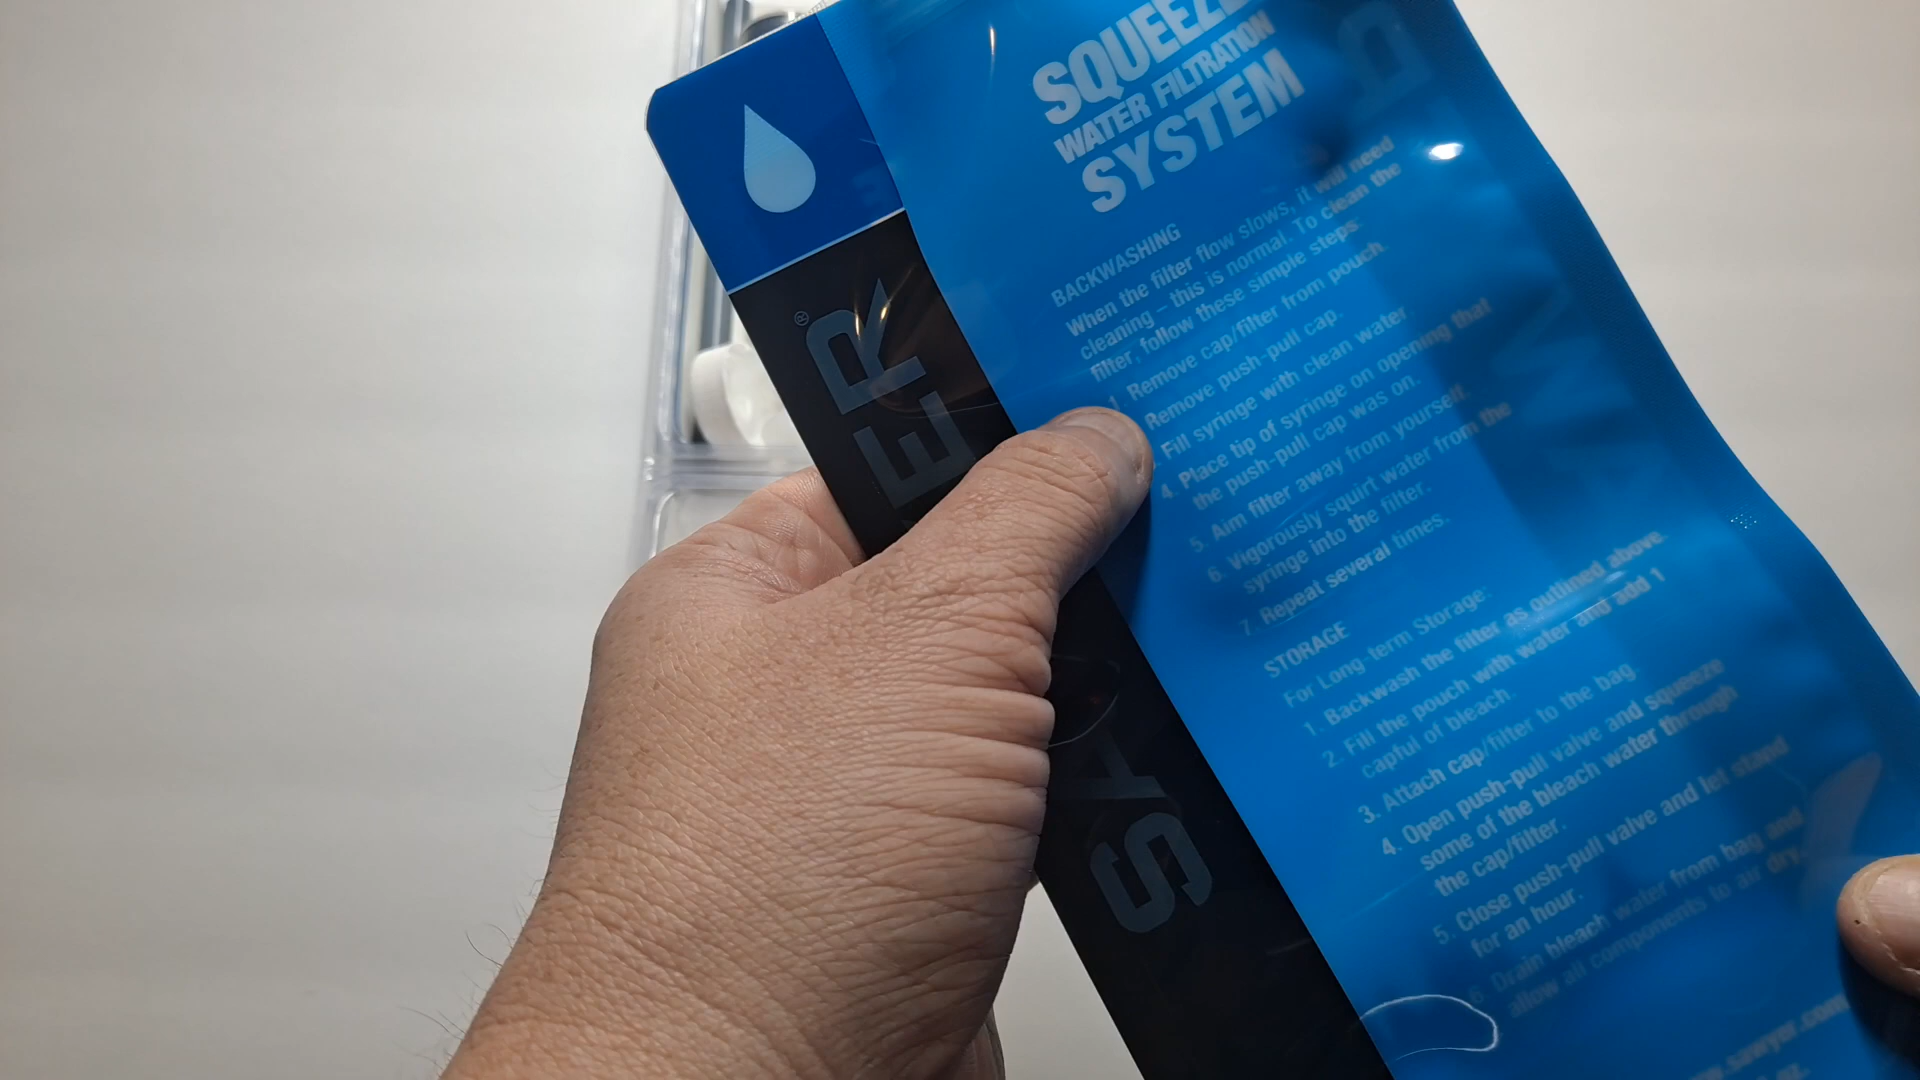 SQUEEZE
WATER FILTRATION
SYSTEM
BACKWASHING
When the filter flow slows, it will need
cleaning – this is normal. To clean the
filter, follow these simple steps:
1. Remove cap/filter from pouch.
Remove push-pull cap.
Fill syringe with clean water
4. Place tip of syringe on opening that
the push-pull cap was on.
5. Aim filter away from yourself.
6. Vigorously squirt water from the
syringe into the filter.
7. Repeat several times.
STORAGE
For Long-term Storage:
1. Backwash the filter as outlined above.
2. Fill the pouch with water and add 1
capful of bleach.
3. Attach cap/filter to the bag.
4. Open push-pull valve and squeeze
some of the bleach water through
the cap/filter.
5. Close push-pull valve and let stand
for an hour.
6. Drain bleach water from bag and
allow all components to air dry.
www.sawyer.com
oz.